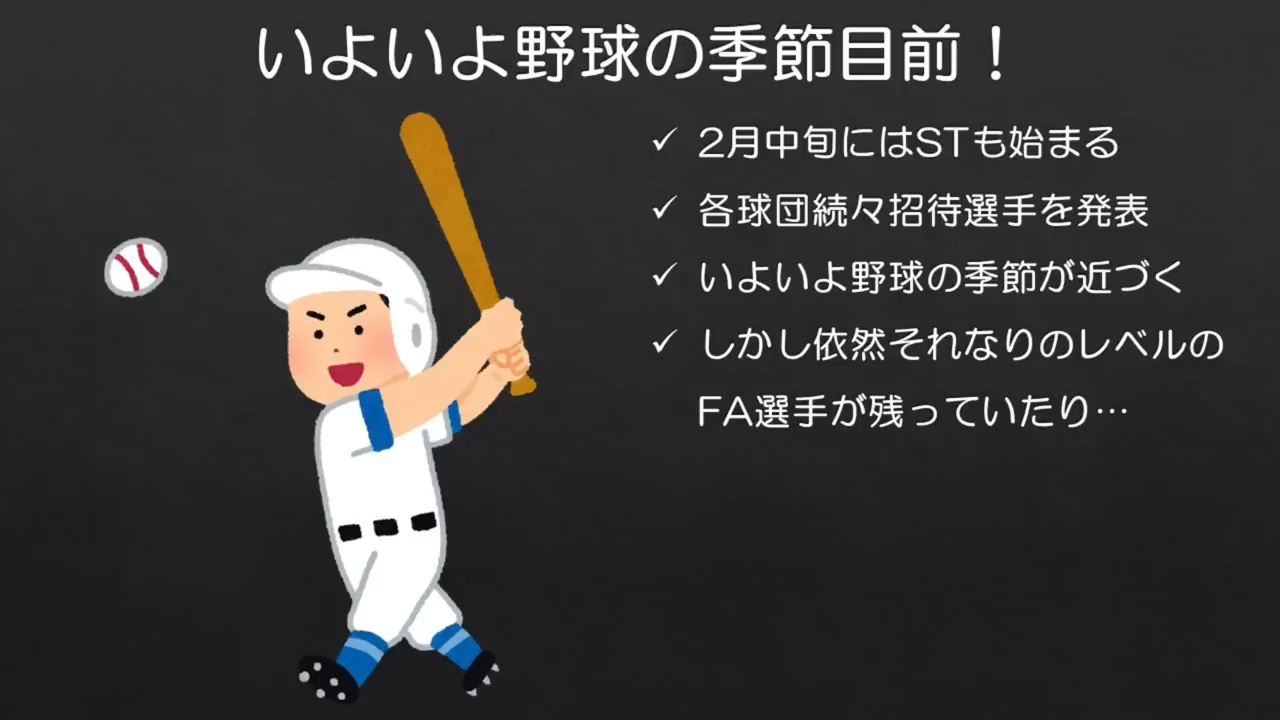 いよいよ野球の季節目前！
✓ 2月中旬にはSTも始まる
✓ 各球団続々招待選手を発表
✓ いよいよ野球の季節が近づく
✓ しかし依然それなりのレベルの
FA選手が残っていたり…